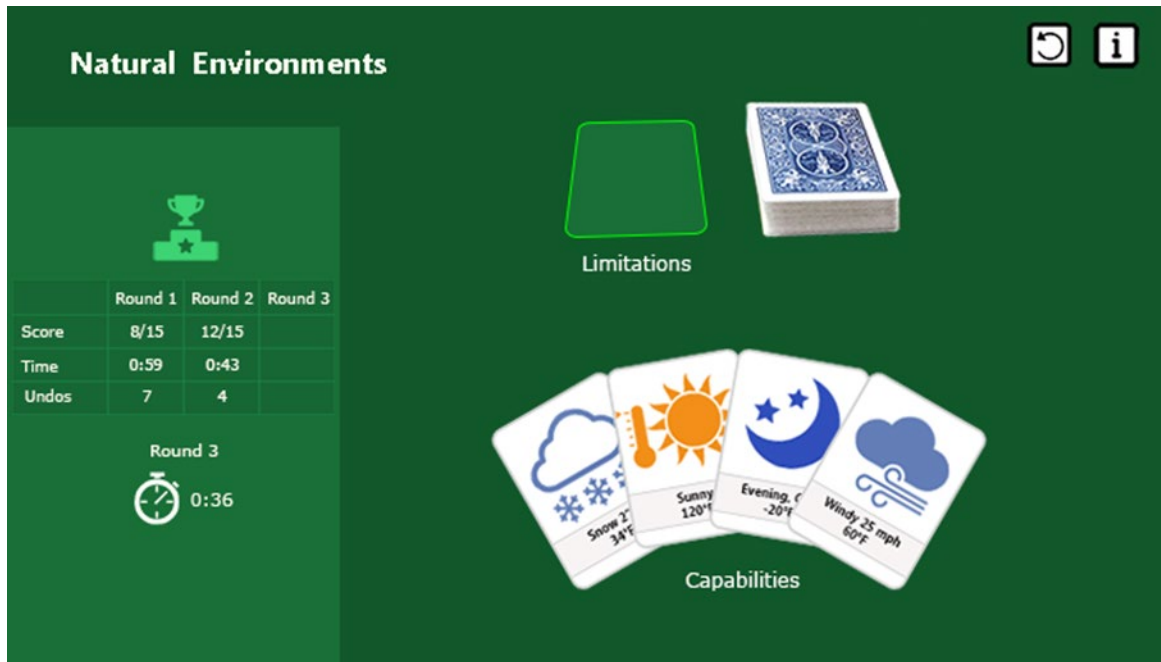 Natural Environments
i
Limitations
Round 1 Round 2 Round 3
Score 8/15 12/15
Time 0:59 0:43
Undos 7 4
Round 3
0:36
Snow
34°F
Sunny
120°F
Evening,
-20°F
Windy 25 mph
60°F
Capabilities